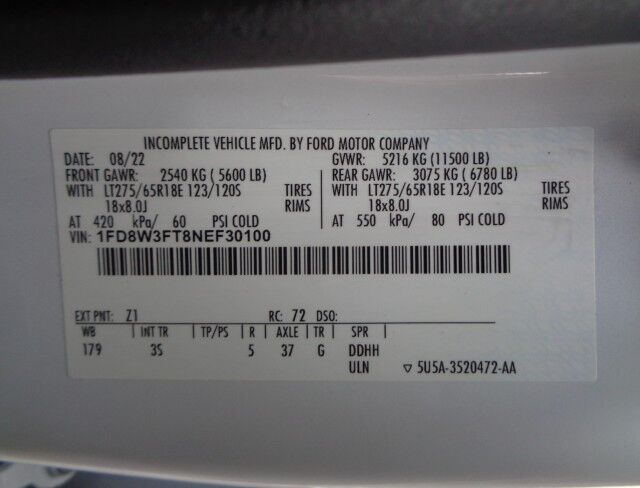 INCOMPLETE VEHICLE MFD. BY FORD MOTOR COMPANY
DATE: 08/22 GVWR: 5216 KG (11500 LB)
FRONT GAWR: 2540 KG ( 5600 LB) REAR GAWR: 3075 KG ( 6780 LB)
WITH LT275/65R18E 123/120S TIRES WITH LT275/65R18E 123/120S TIRES
18x8.0J RIMS 18x8.0J RIMS
AT 420 kPa/ 60 PSI COLD AT 550 kPa/ 80 PSI COLD
VIN: 1FD8W3FT8NEF30100
EXT PNT: Z1 RC: 72 DSO:
WB | INT TR | TP/PS | R | AXLE | TR | SPR
179 3S 5 37 G DDHH
ULN ▽ 5U5A-3520472-AA